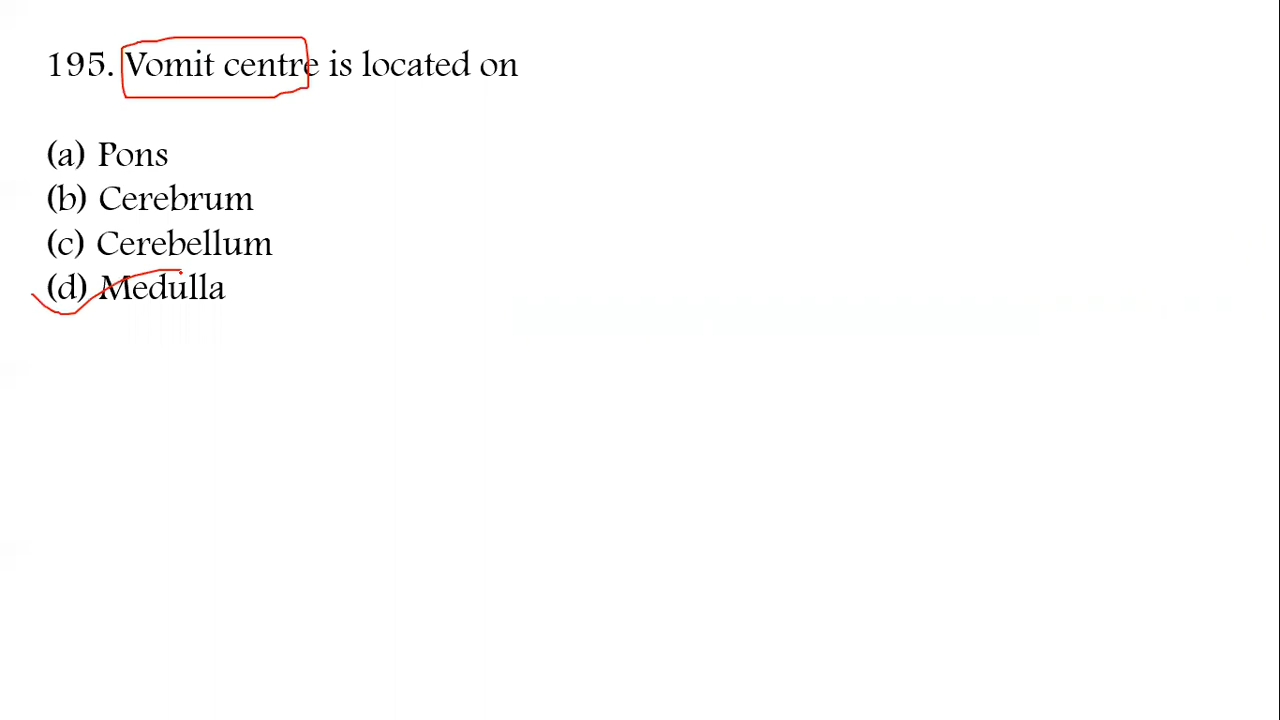 195. Vomit centre is located on
(a) Pons
(b) Cerebrum
(c) Cerebellum
(d) Medulla